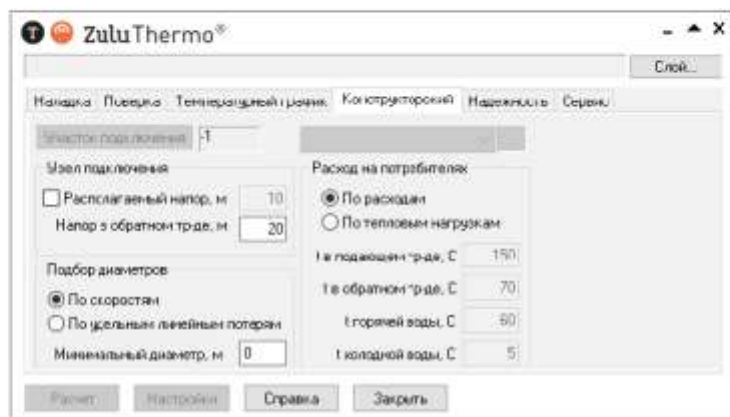 ZuluThermo®
Слой...
Наладка Поверка Температурный график Конструкторский Надежность Сервис
Участок подключения -1
Узел подключения
Располагаемый напор, м 10
Напор в обратном тр-де, м 20
Подбор диаметров
По скоростям
По удельным линейным потерям
Минимальный диаметр, м 0
Расход на потребителях
По расходам
По тепловым нагрузкам
t в подающем тр-де, С 150
t в обратном тр-де, С 70
t горячей воды, С 60
t холодной воды, С 5
Расчет Настройки Справка Закрыть